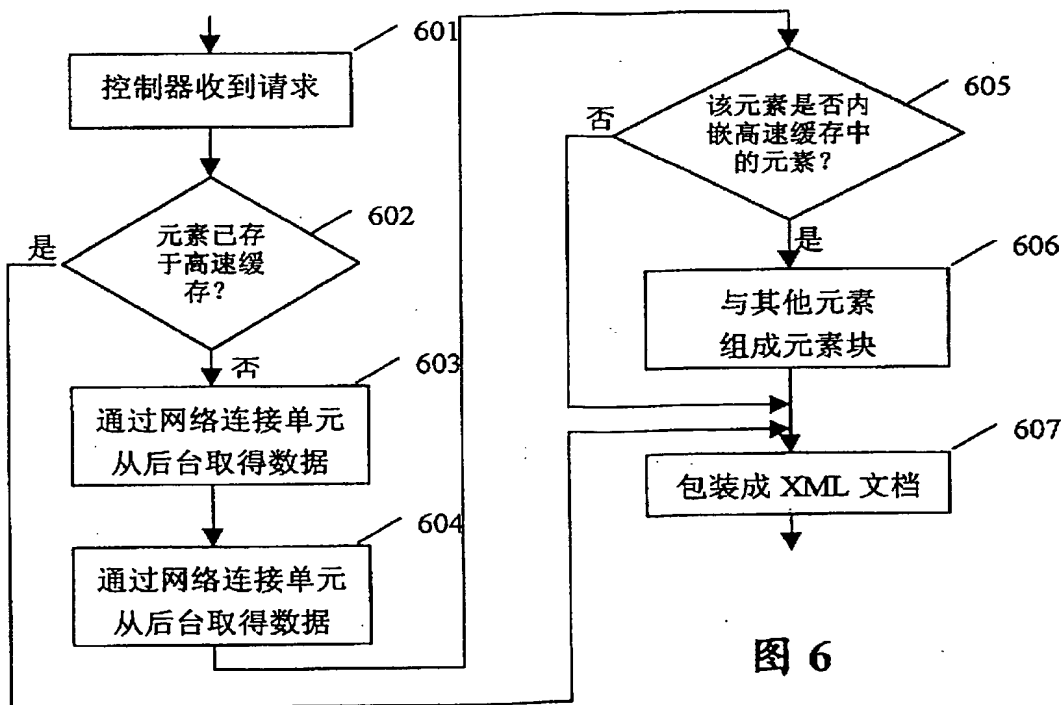 601
控制器收到请求
602
元素已存
于高速缓
存?
是
否
603
通过网络连接单元
从后台取得数据
604
通过网络连接单元
从后台取得数据
605
该元素是否内
嵌高速缓存中
的元素?
否
是
606
与其他元素
组成元素块
607
包装成 XML 文档
图 6